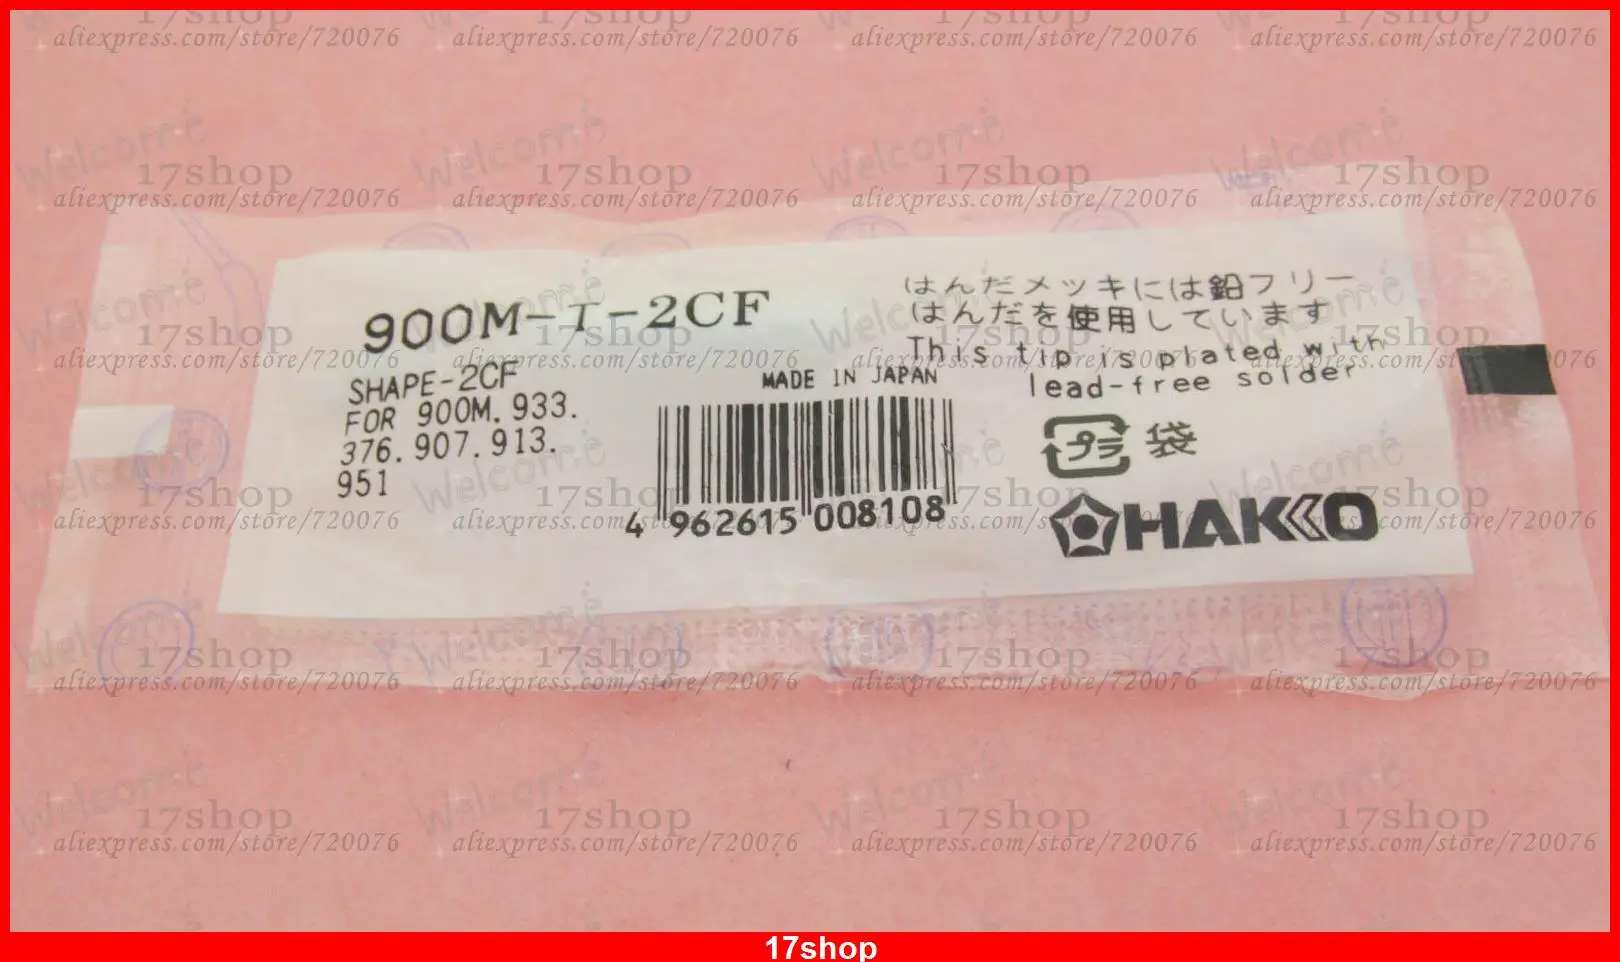 900M-T-2CF
SHAPE-2CF
FOR 900M.933.
376.907.913.
951
MADE IN JAPAN
4 962615 008108
はんだメッキには鉛フリー
はんだを使用しています
This tip is plated with
lead-free solder
プラ 袋
HAKKO
Welcome
17shop
aliexpress.com/store/720076
17shop